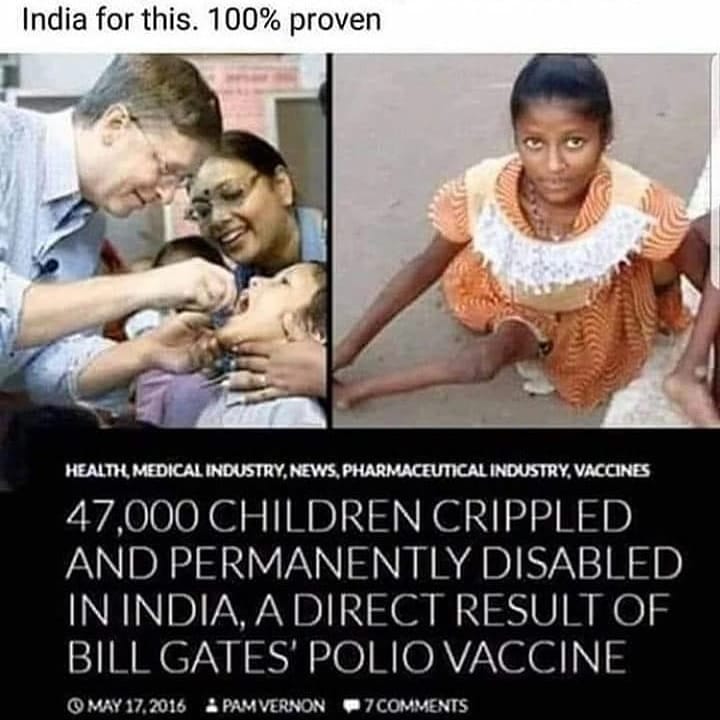 India for this. 100% proven
HEALTH, MEDICAL INDUSTRY, NEWS, PHARMACEUTICAL INDUSTRY, VACCINES
47,000 CHILDREN CRIPPLED
AND PERMANENTLY DISABLED
IN INDIA, A DIRECT RESULT OF
BILL GATES' POLIO VACCINE
MAY 17, 2016 PAM VERNON 7 COMMENTS